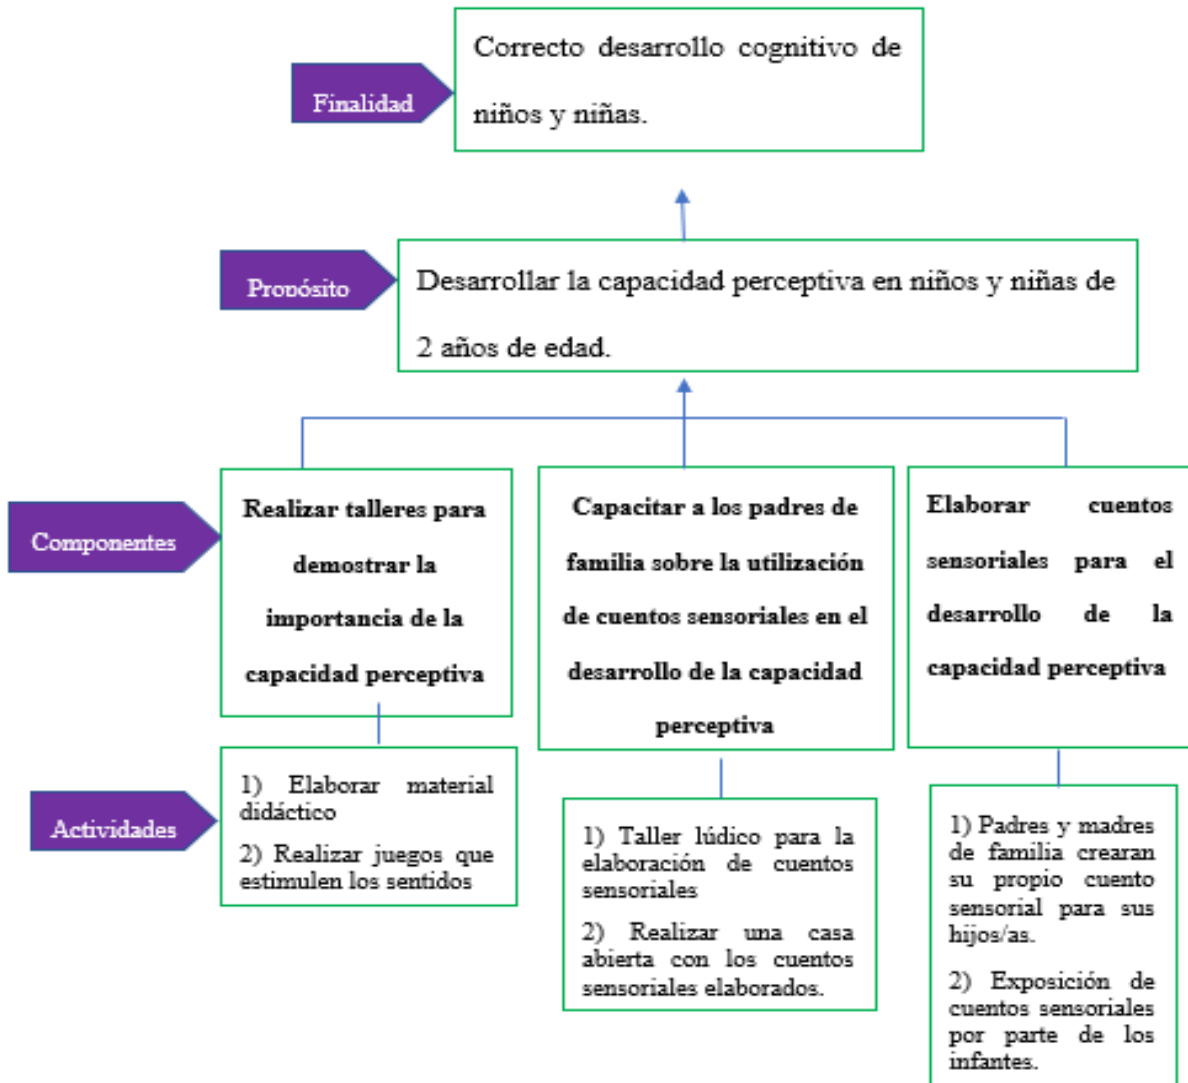 Finalidad
Correcto desarrollo cognitivo de
niños y niñas.
Propósito
Desarrollar la capacidad perceptiva en niños y niñas de
2 años de edad.
Componentes
Realizar talleres para
demostrar la
importancia de la
capacidad perceptiva
Capacitar a los padres de
familia sobre la utilización
de cuentos sensoriales en el
desarrollo de la capacidad
perceptiva
Elaborar cuentos
sensoriales para el
desarrollo de la
capacidad perceptiva
Actividades
1) Elaborar material
didáctico
2) Realizar juegos que
estimulen los sentidos
1) Taller lúdico para la
elaboración de cuentos
sensoriales
2) Realizar una casa
abierta con los cuentos
sensoriales elaborados.
1) Padres y madres
de familia crearan
su propio cuento
sensorial para sus
hijos/as.
2) Exposición de
cuentos sensoriales
por parte de los
infantes.